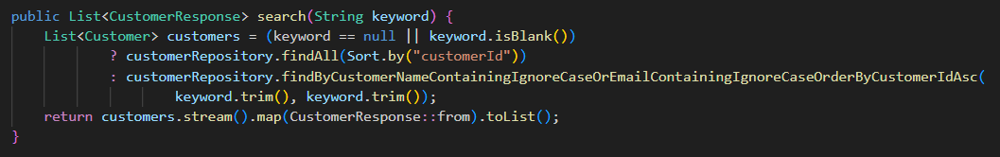 public List<CustomerResponse> search(String keyword) {
    List<Customer> customers = (keyword == null || keyword.isBlank())
            ? customerRepository.findAll(Sort.by("customerId"))
            : customerRepository.findByCustomerNameContainingIgnoreCaseOrEmailContainingIgnoreCaseOrderByCustomerIdAsc(
                    keyword.trim(), keyword.trim());
    return customers.stream().map(CustomerResponse::from).toList();
}